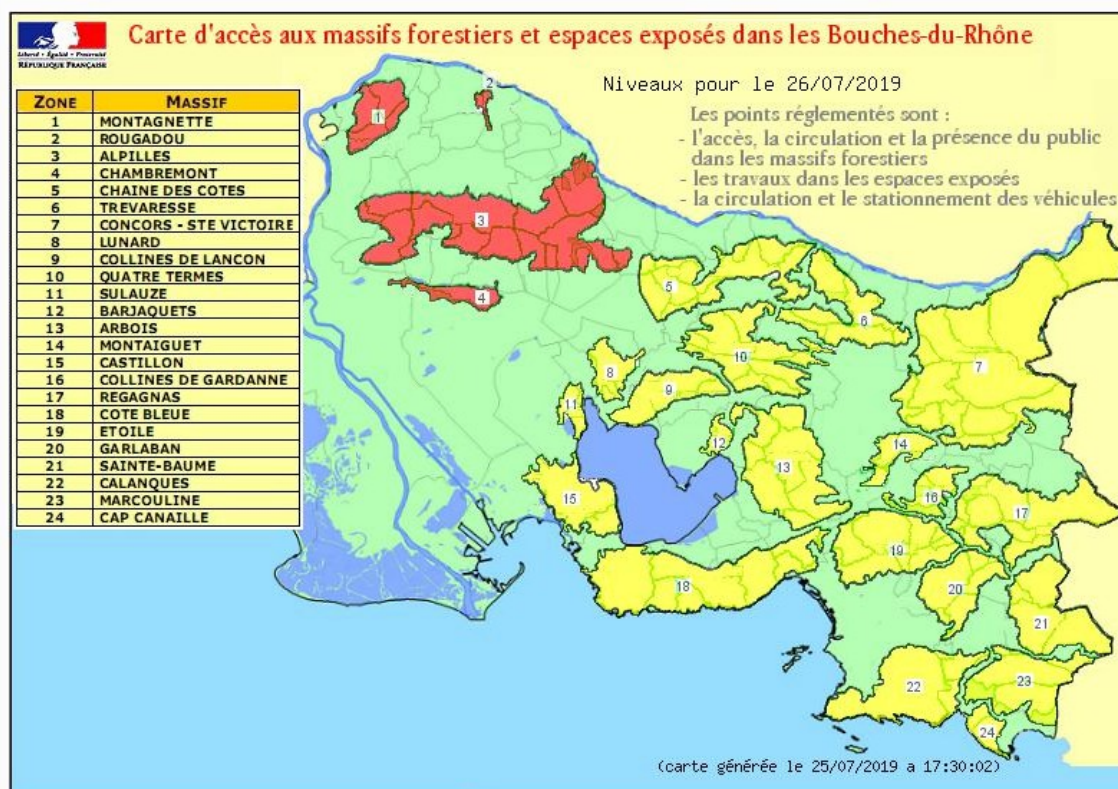 Carte d'accès aux massifs forestiers et espaces exposés dans les Bouches-du-Rhône
Liberté • Égalité • Fraternité
RÉPUBLIQUE FRANÇAISE
Niveaux pour le 26/07/2019
Les points réglementés sont :
- l'accès, la circulation et la présence du public
dans les massifs forestiers
- les travaux dans les espaces exposés
- la circulation et le stationnement des véhicules
ZONE MASSIF
1 MONTAGNETTE
2 ROUGADOU
3 ALPILLES
4 CHAMBREMONT
5 CHAINE DES COTES
6 TREVARESSE
7 CONCORS - STE VICTOIRE
8 LUNARD
9 COLLINES DE LANCON
10 QUATRE TERMES
11 SULAUZE
12 BARJAQUETS
13 ARBOIS
14 MONTAIGUET
15 CASTILLON
16 COLLINES DE GARDANNE
17 REGAGNAS
18 COTE BLEUE
19 ETOILE
20 GARLABAN
21 SAINTE-BAUME
22 CALANQUES
23 MARCOULINE
24 CAP CANAILLE
2
1
3
4
5
6
7
10
8
9
11
12
14
13
15
16
17
19
18
20
21
22
23
24
(carte générée le 25/07/2019 a 17:30:02)